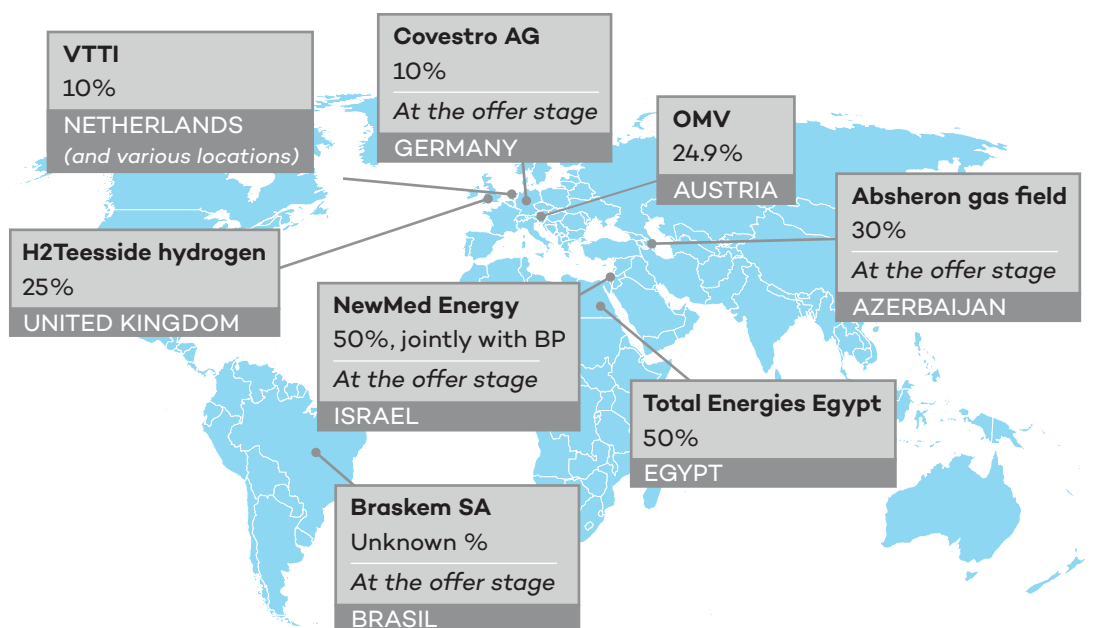 VTTI
10%
NETHERLANDS
(and various locations)
Covestro AG
10%
At the offer stage
GERMANY
OMV
24.9%
AUSTRIA
Absheron gas field
30%
At the offer stage
AZERBAIJAN
H2Teesside hydrogen
25%
UNITED KINGDOM
NewMed Energy
50%, jointly with BP
At the offer stage
ISRAEL
Total Energies Egypt
50%
EGYPT
Braskem SA
Unknown %
At the offer stage
BRASIL